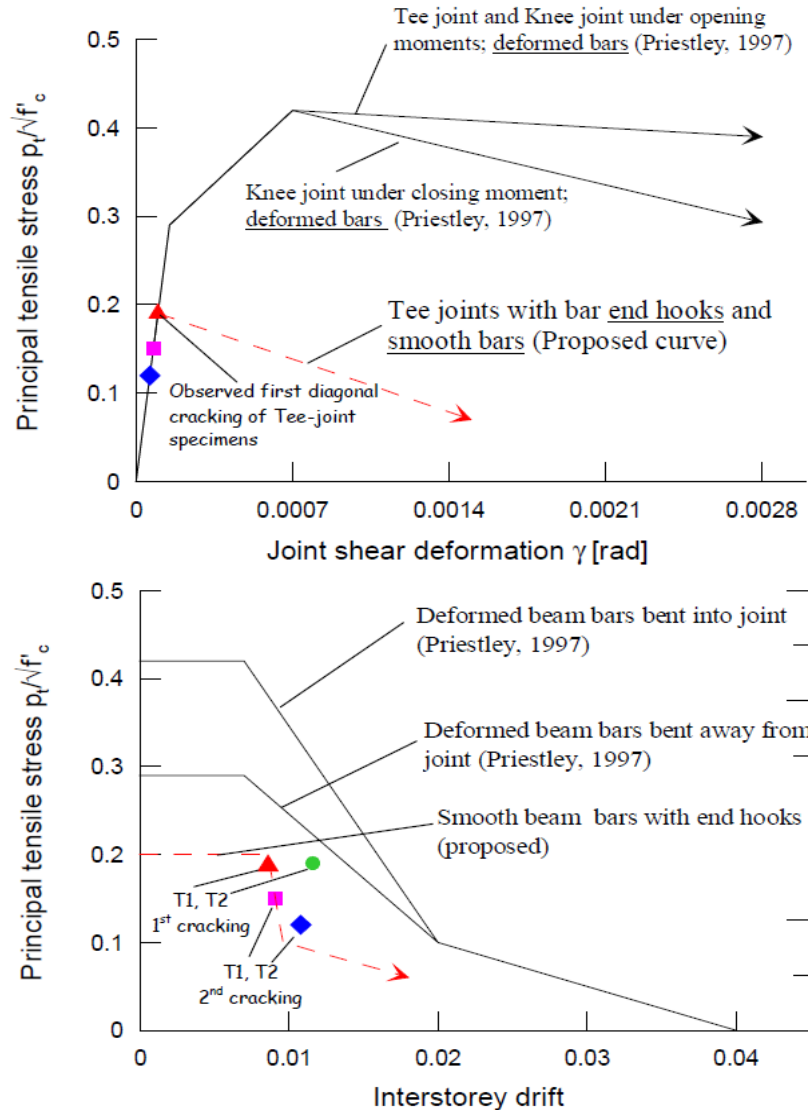 Tee joint and Knee joint under opening
moments; deformed bars (Priestley, 1997)
Principal tensile stress pt/√f'c
0.5
0.4
0.3
0.2
0.1
0
Knee joint under closing moment;
deformed bars (Priestley, 1997)
Tee joints with bar end hooks and
smooth bars (Proposed curve)
Observed first diagonal
cracking of Tee-joint
specimens
0 0.0007 0.0014 0.0021 0.0028
Joint shear deformation γ [rad]
Principal tensile stress pt/√f'c
0.5
0.4
0.3
0.2
0.1
0
Deformed beam bars bent into joint
(Priestley, 1997)
Deformed beam bars bent away from
joint (Priestley, 1997)
Smooth beam bars with end hooks
(proposed)
T1, T2
1st cracking
T1, T2
2nd cracking
0 0.01 0.02 0.03 0.04
Interstorey drift